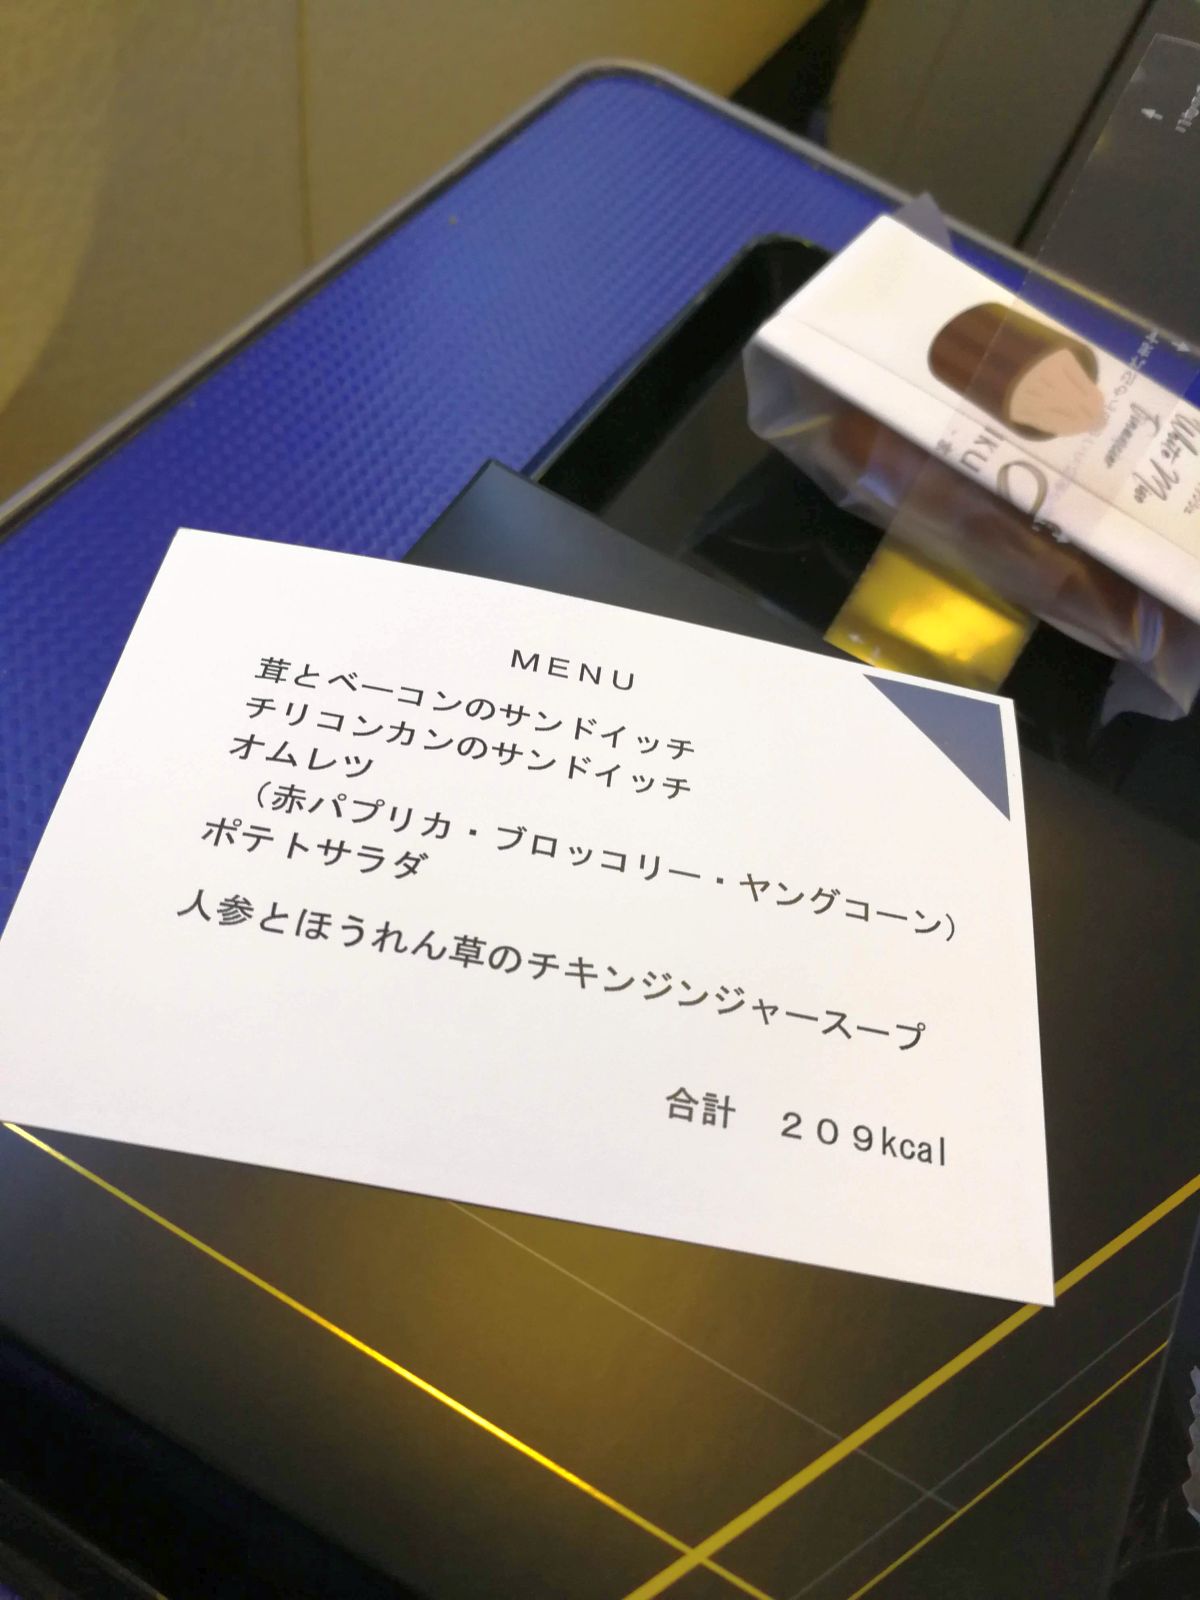 MENU
茸とベーコンのサンドイッチ
チリコンカンのサンドイッチ
オムレツ
(赤パプリカ・ブロッコリー・ヤングコーン)
ポテトサラダ
人参とほうれん草のチキンジンジャースープ
合計　２０９kcal